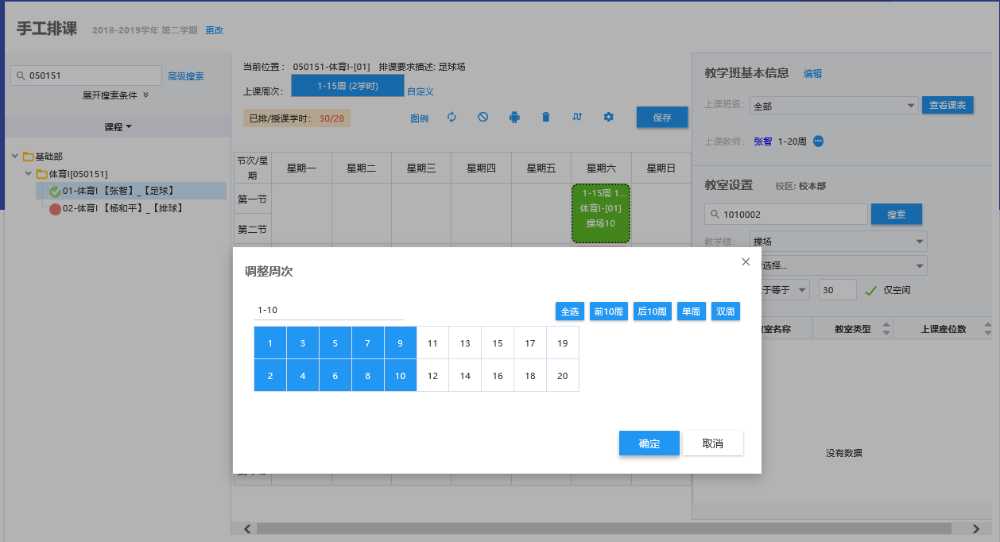 手工排课 2018-2019学年 第二学期 更改
050151 高级搜索
展开搜索条件
课程
基础部
体育I[050151]
01-体育I 【张智】_【足球】
02-体育I 【杨和平】_【排球】
当前位置： 050151-体育I-[01] 排课要求描述: 足球场
上课周次： 1-15周 (2学时) 自定义
已排/授课学时： 30/28 图例 保存
节次/星期 星期一 星期二 星期三 星期四 星期五 星期六 星期日
第一节
第二节
1-15周 1...
体育I-[01]
操场10
教学班基本信息 编辑
上课班级: 全部 查看课表
上课教师: 张智 1-20周
教室设置 校区: 校本部
1010002 搜索
教学楼: 操场
选择...
于等于 30 仅空闲
室名称 教室类型 上课座位数
没有数据
调整周次
1-10 全选 前10周 后10周 单周 双周
1 3 5 7 9 11 13 15 17 19
2 4 6 8 10 12 14 16 18 20
确定 取消